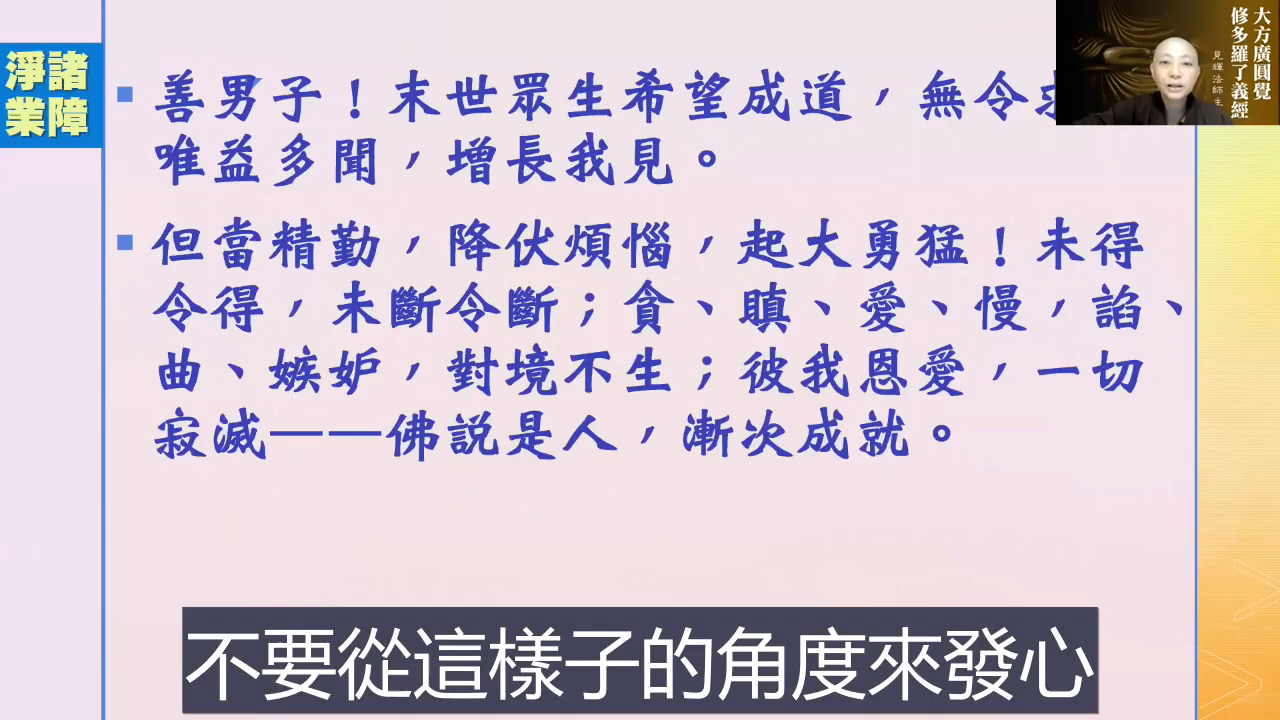 淨諸
業障
善男子！末世眾生希望成道，無令求
唯益多聞，增長我見。
但當精勤，降伏煩惱，起大勇猛！未得
令得，未斷令斷；貪、瞋、愛、慢，諂、
曲、嫉妒，對境不生；彼我恩愛，一切
寂滅——佛說是人，漸次成就。
大方廣圓覺
修多羅了義經
見輝法師主
不要從這樣子的角度來發心